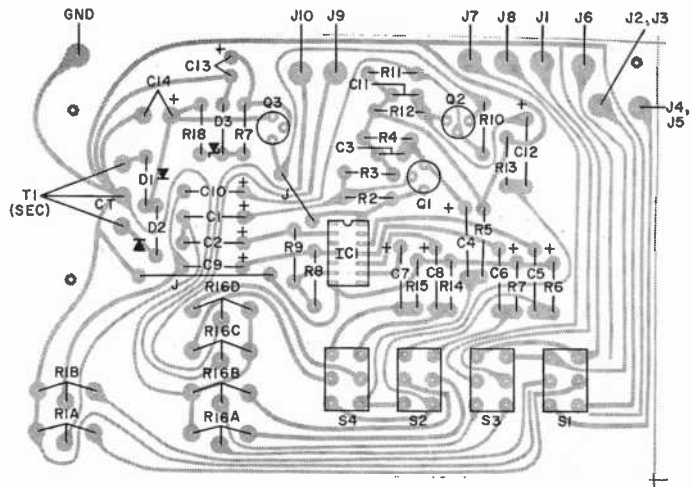 GND J10 J9 J7 J8 J1 J6 J2, J3
C13 +
C14 + R18 D3 R7 Q3 R11 C11 R12 Q2 R10 + C12 J4, J5
R4 C3 R13
T1 (SEC) CT D1 R3
C10 + J R2 Q1
D2 C1 + R9 IC1 + C4 R5
C2 +
C9 + R8 + C7 R15 + C8 R14 + C6 R7 + C5 R6
J R16D
R16C
R1B R16B
R1A R16A S4 S2 S3 S1